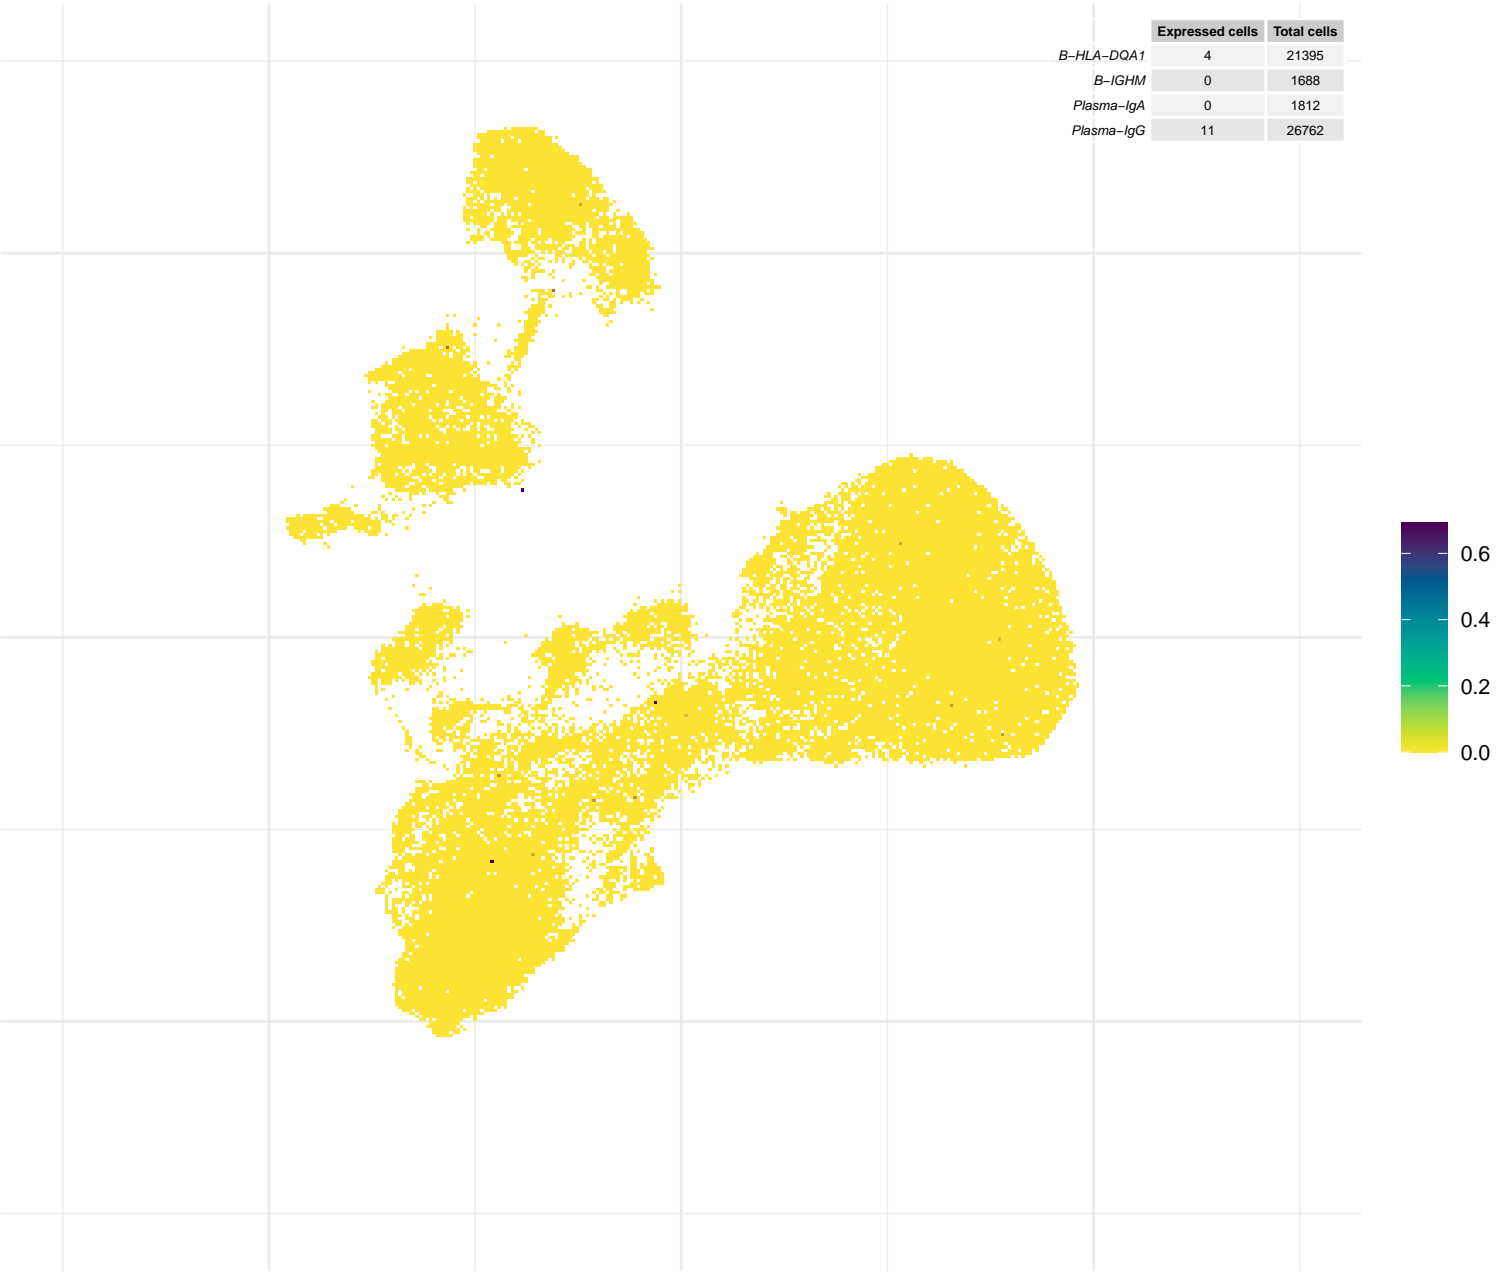 Expressed cells Total cells
B−HLA−DQA1 4 21395
B−IGHM 0 1688
Plasma−IgA 0 1812
Plasma−IgG 11 26762
0.6
0.4
0.2
0.0